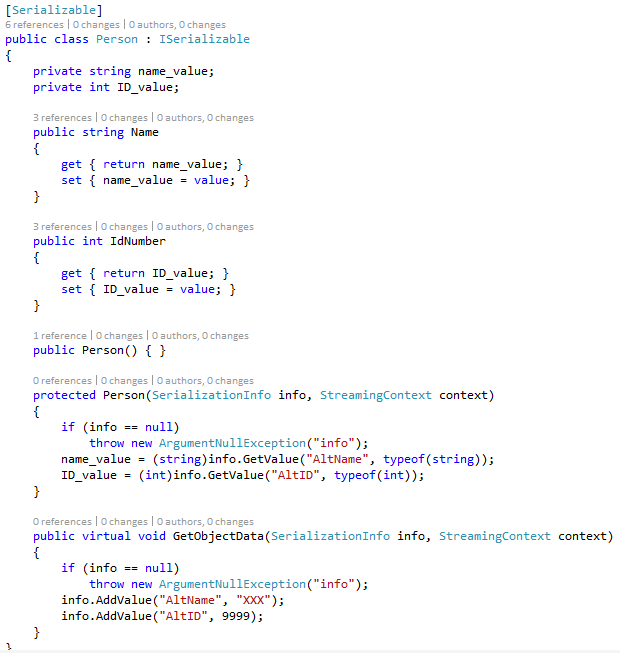 [Serializable]
6 references | 0 changes | 0 authors, 0 changes
public class Person : ISerializable
{
    private string name_value;
    private int ID_value;
    3 references | 0 changes | 0 authors, 0 changes
    public string Name
    {
        get { return name_value; }
        set { name_value = value; }
    }
    3 references | 0 changes | 0 authors, 0 changes
    public int IdNumber
    {
        get { return ID_value; }
        set { ID_value = value; }
    }
    1 reference | 0 changes | 0 authors, 0 changes
    public Person() { }
    0 references | 0 changes | 0 authors, 0 changes
    protected Person(SerializationInfo info, StreamingContext context)
    {
        if (info == null)
            throw new ArgumentNullException("info");
        name_value = (string)info.GetValue("AltName", typeof(string));
        ID_value = (int)info.GetValue("AltID", typeof(int));
    }
    0 references | 0 changes | 0 authors, 0 changes
    public virtual void GetObjectData(SerializationInfo info, StreamingContext context)
    {
        if (info == null)
            throw new ArgumentNullException("info");
        info.AddValue("AltName", "XXX");
        info.AddValue("AltID", 9999);
    }
}